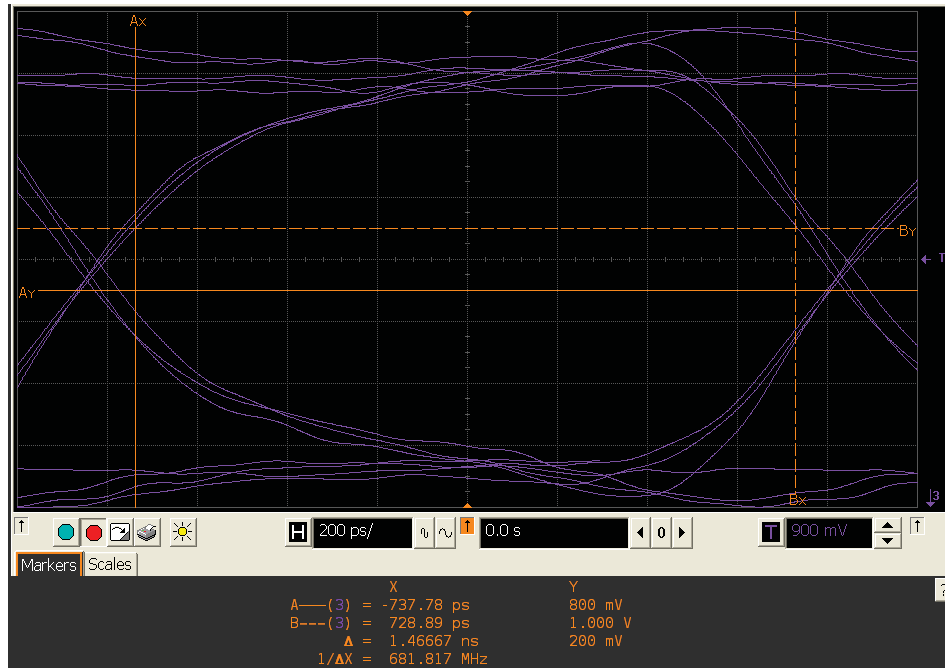 Ax
By
Ay
T
Bx
3
H 200 ps/ 0.0 s 0 T 900 mV
Markers Scales
?
X Y
A───(3) = -737.78 ps 800 mV
B---(3) = 728.89 ps 1.000 V
Δ = 1.46667 ns 200 mV
1/ΔX = 681.817 MHz